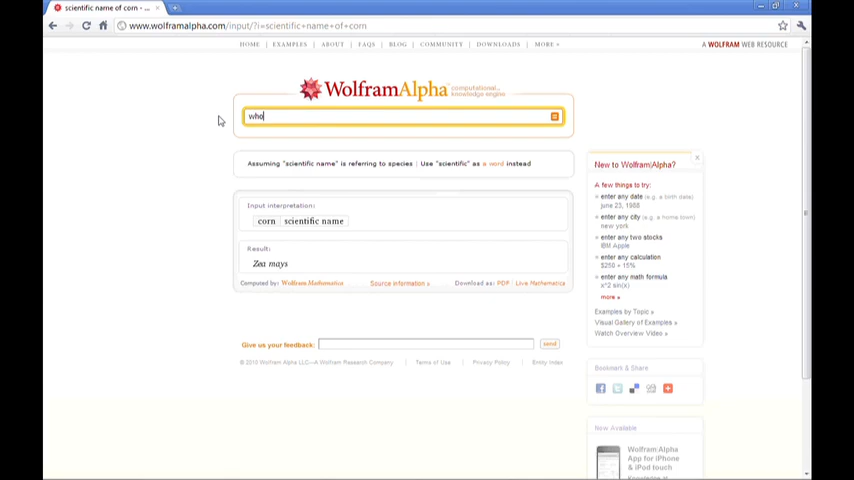 scientific name of corn - ...
www.wolframalpha.com/input/?i=scientific+name+of+corn
HOME | EXAMPLES | ABOUT | FAQS | BLOG | COMMUNITY | DOWNLOADS | MORE »
A WOLFRAM WEB RESOURCE
WolframAlpha computational... knowledge engine
who
Assuming "scientific name" is referring to species | Use "scientific" as a word instead
Input interpretation:
corn scientific name
Result:
Zea mays
Computed by: Wolfram Mathematica
Source information »
Download as: PDF | Live Mathematica
Give us your feedback:
send
© 2010 Wolfram Alpha LLC—A Wolfram Research Company | Terms of Use | Privacy Policy | Entity Index
New to Wolfram|Alpha?
A few things to try:
enter any date (e.g. a birth date)
june 23, 1988
enter any city (e.g. a home town)
new york
enter any two stocks
IBM Apple
enter any calculation
$250 + 15%
enter any math formula
x^2 sin(x)
more »
Examples by Topic »
Visual Gallery of Examples »
Watch Overview Video »
Bookmark & Share
Now Available
Wolfram|Alpha
App for iPhone
& iPod touch